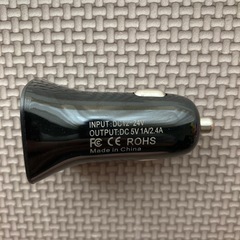 INPUT:DC12-24V
OUTPUT:DC 5V 1A/2.4A
FC CE ROHS
Made in China